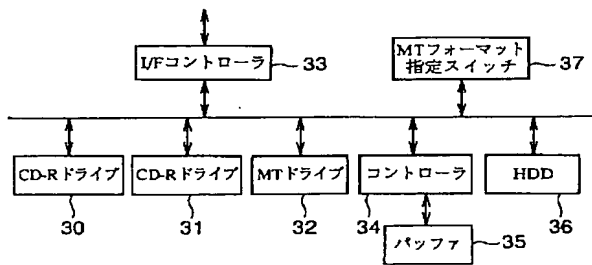 I/Fコントローラ
33
MTフォーマット
指定スイッチ
37
CD-Rドライブ
CD-Rドライブ
MTドライブ
コントローラ
HDD
30
31
32
34
36
バッファ
35